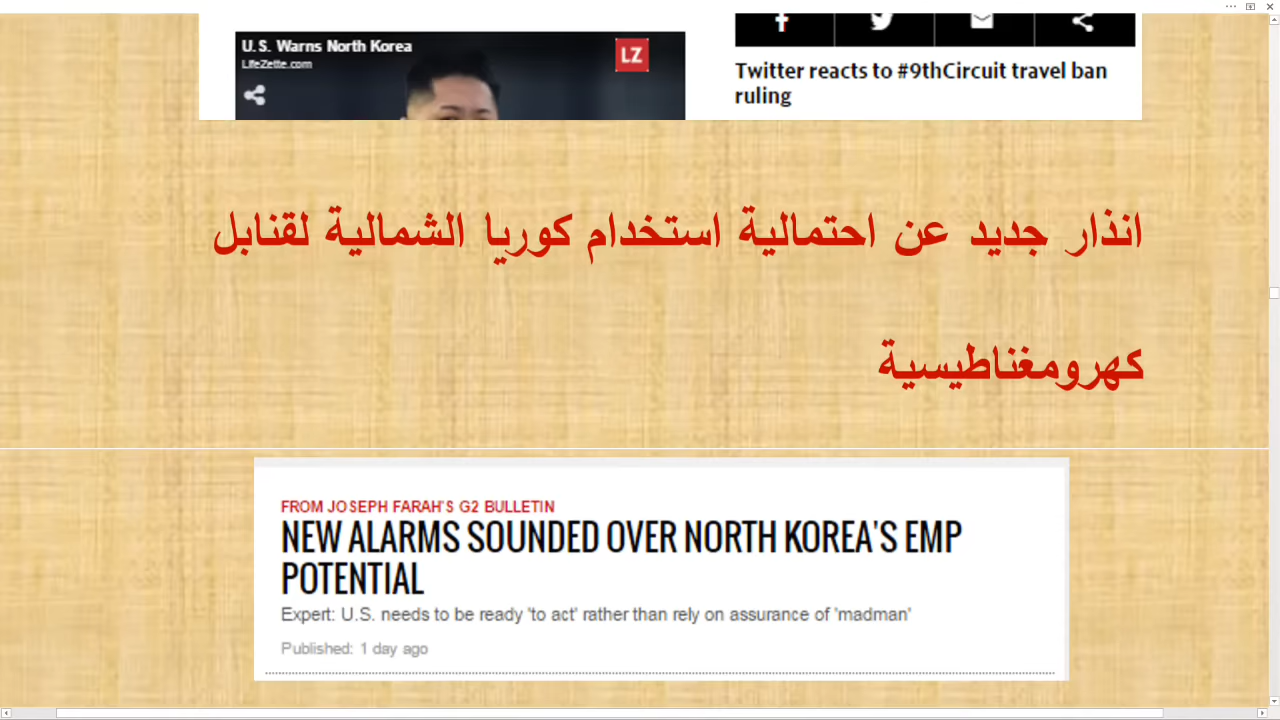 U.S. Warns North Korea
LifeZette.com
LZ
Twitter reacts to #9thCircuit travel ban
ruling
انذار جديد عن احتمالية استخدام كوريا الشمالية لقنابل
كهرومغناطيسية
FROM JOSEPH FARAH'S G2 BULLETIN
NEW ALARMS SOUNDED OVER NORTH KOREA'S EMP
POTENTIAL
Expert: U.S. needs to be ready 'to act' rather than rely on assurance of 'madman'
Published: 1 day ago